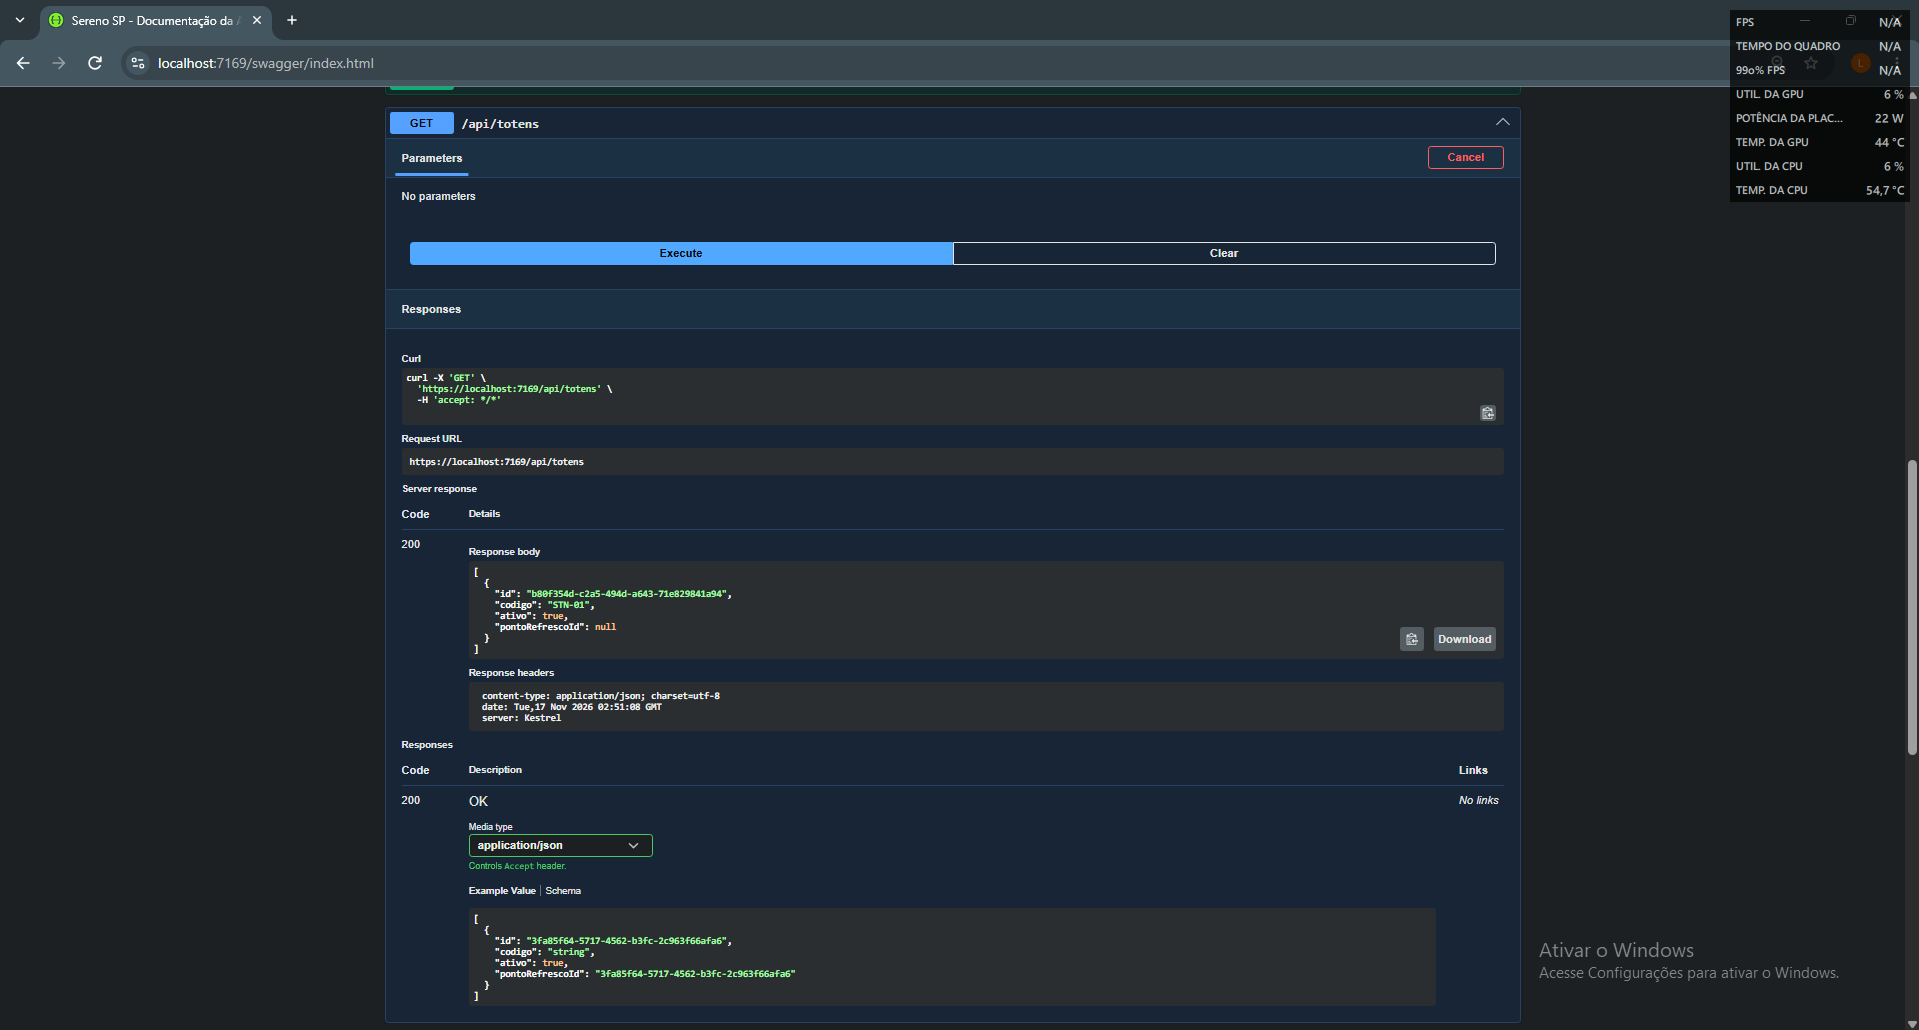 Sereno SP - Documentação da
localhost:7169/swagger/index.html
L
FPS N/A
TEMPO DO QUADRO N/A
99o% FPS N/A
UTIL. DA GPU 6 %
POTÊNCIA DA PLAC... 22 W
TEMP. DA GPU 44 °C
UTIL. DA CPU 6 %
TEMP. DA CPU 54,7 °C
GET /api/totens
Parameters
Cancel
No parameters
Execute
Clear
Responses
Curl
curl -X 'GET' \
'https://localhost:7169/api/totens' \
-H 'accept: */*'
Request URL
https://localhost:7169/api/totens
Server response
Code Details
200
Response body
[
{
"id": "b80f354d-c2a5-494d-a643-71e829841a94",
"codigo": "STN-01",
"ativo": true,
"pontoRefrescoId": null
}
]
Download
Response headers
content-type: application/json; charset=utf-8
date: Tue,17 Nov 2026 02:51:08 GMT
server: Kestrel
Responses
Code Description Links
200 OK No links
Media type
application/json
Controls Accept header.
Example Value | Schema
[
{
"id": "3fa85f64-5717-4562-b3fc-2c963f66afa6",
"codigo": "string",
"ativo": true,
"pontoRefrescoId": "3fa85f64-5717-4562-b3fc-2c963f66afa6"
}
]
Ativar o Windows
Acesse Configurações para ativar o Windows.